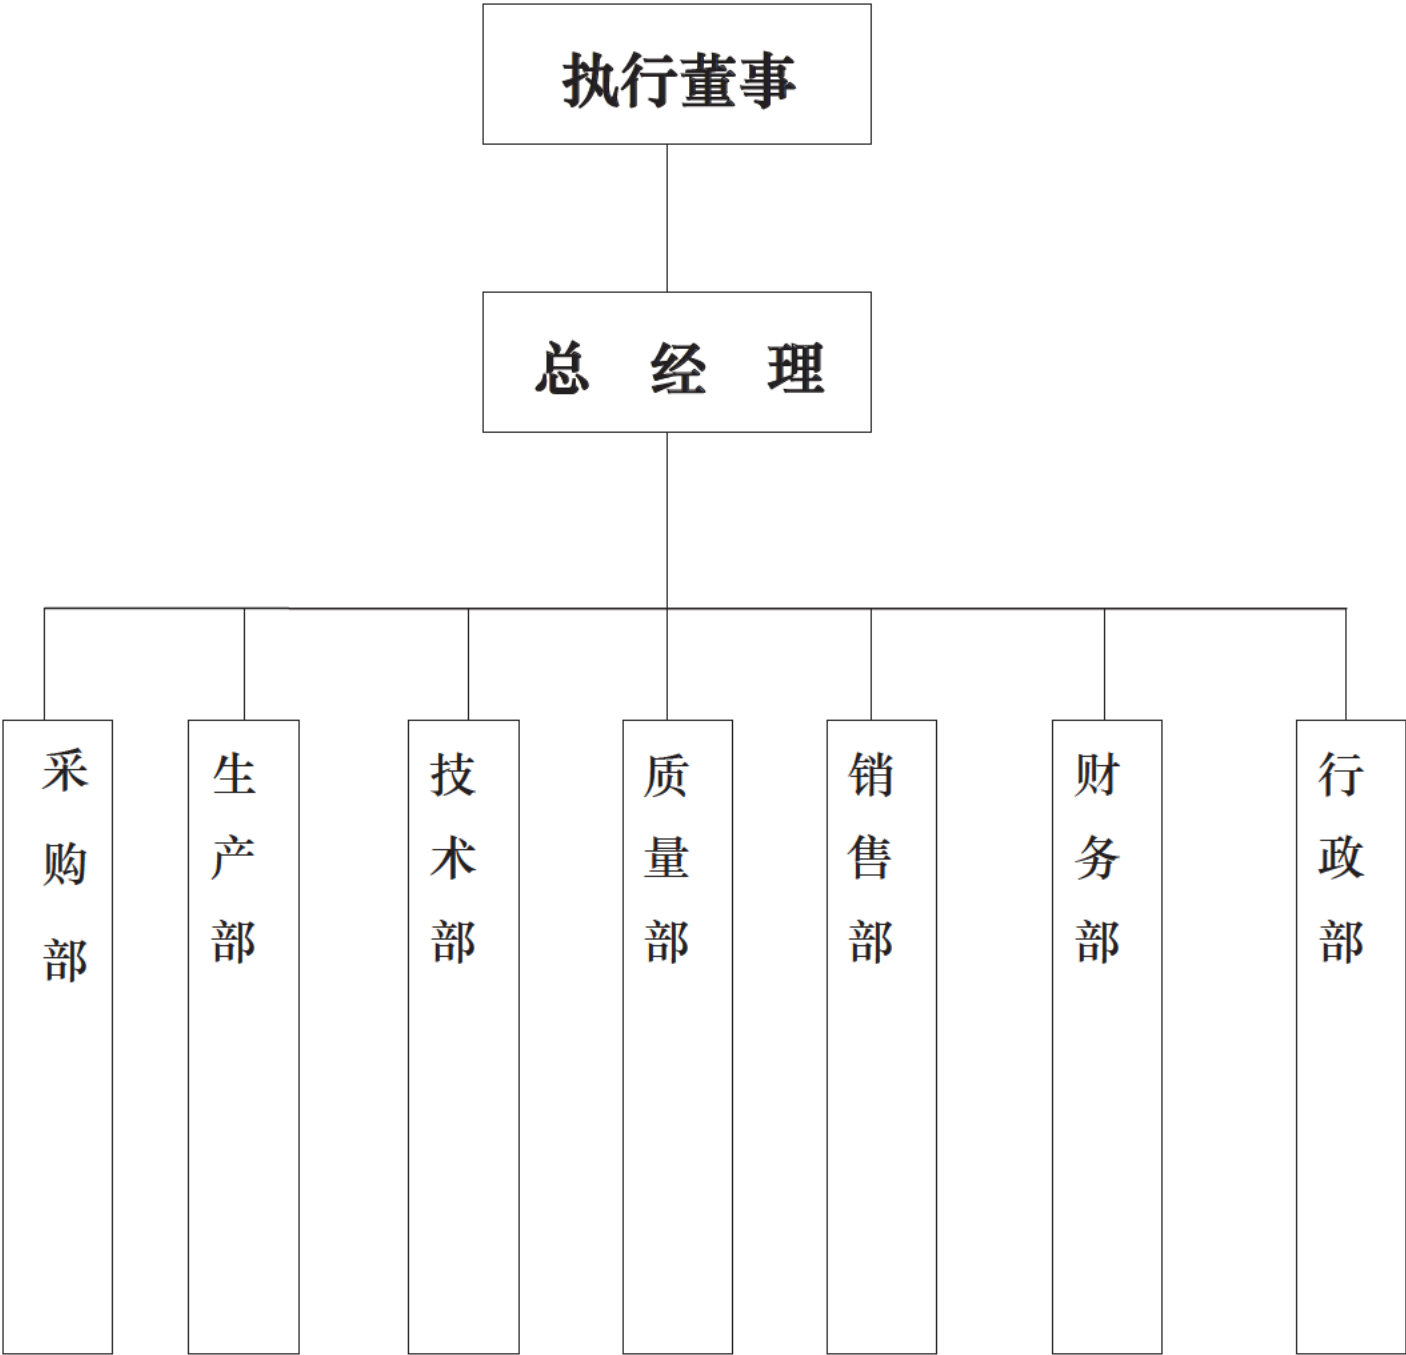 执行董事
总 经 理
采购部
生产部
技术部
质量部
销售部
财务部
行政部